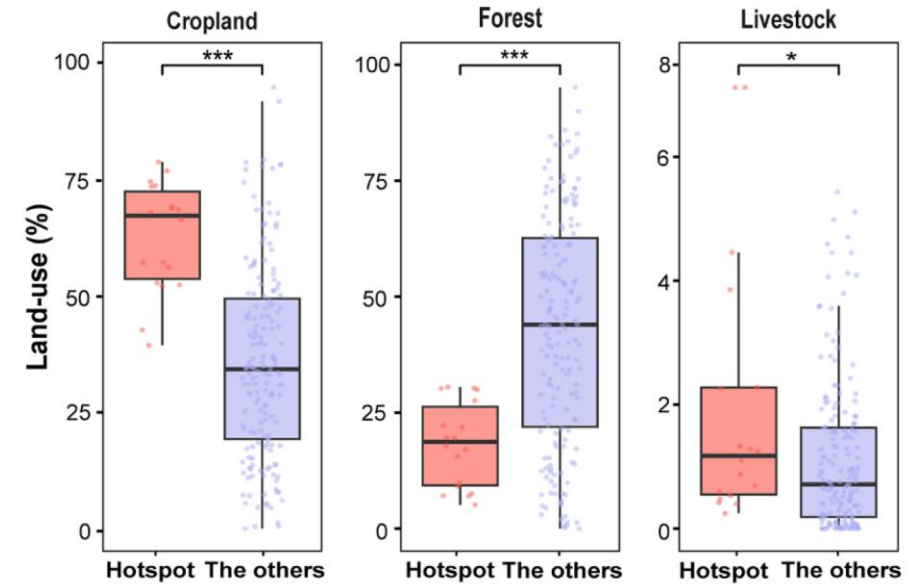 Cropland
Forest
Livestock
Land-use (%)
100
75
50
25
0
***
Hotspot The others
100
75
50
25
0
***
Hotspot The others
8
6
4
2
0
*
Hotspot The others